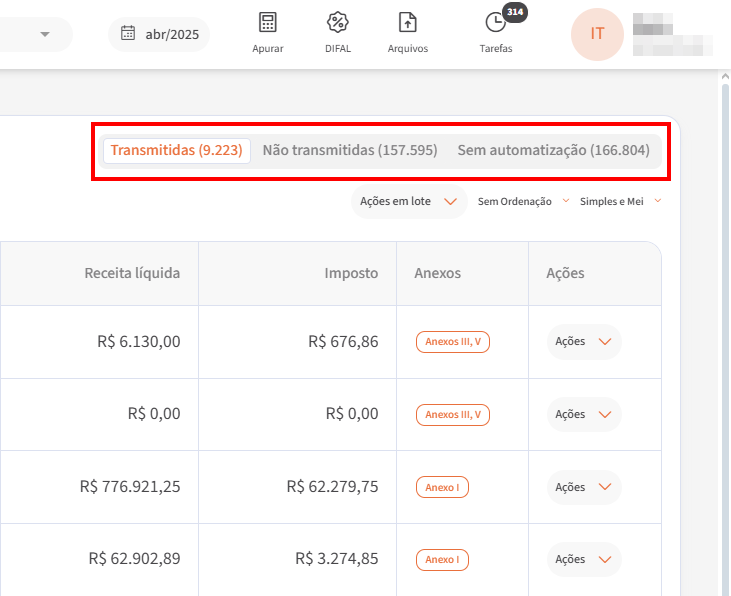 abr/2025
Apurar
DIFAL
Arquivos
Tarefas
314
IT
Transmitidas (9.223) Não transmitidas (157.595) Sem automatização (166.804)
Ações em lote Sem Ordenação Simples e Mei
Receita líquida Imposto Anexos Ações
R$ 6.130,00 R$ 676,86 Anexos III, V Ações
R$ 0,00 R$ 0,00 Anexos III, V Ações
R$ 776.921,25 R$ 62.279,75 Anexo I Ações
R$ 62.902,89 R$ 3.274,85 Anexo I Ações